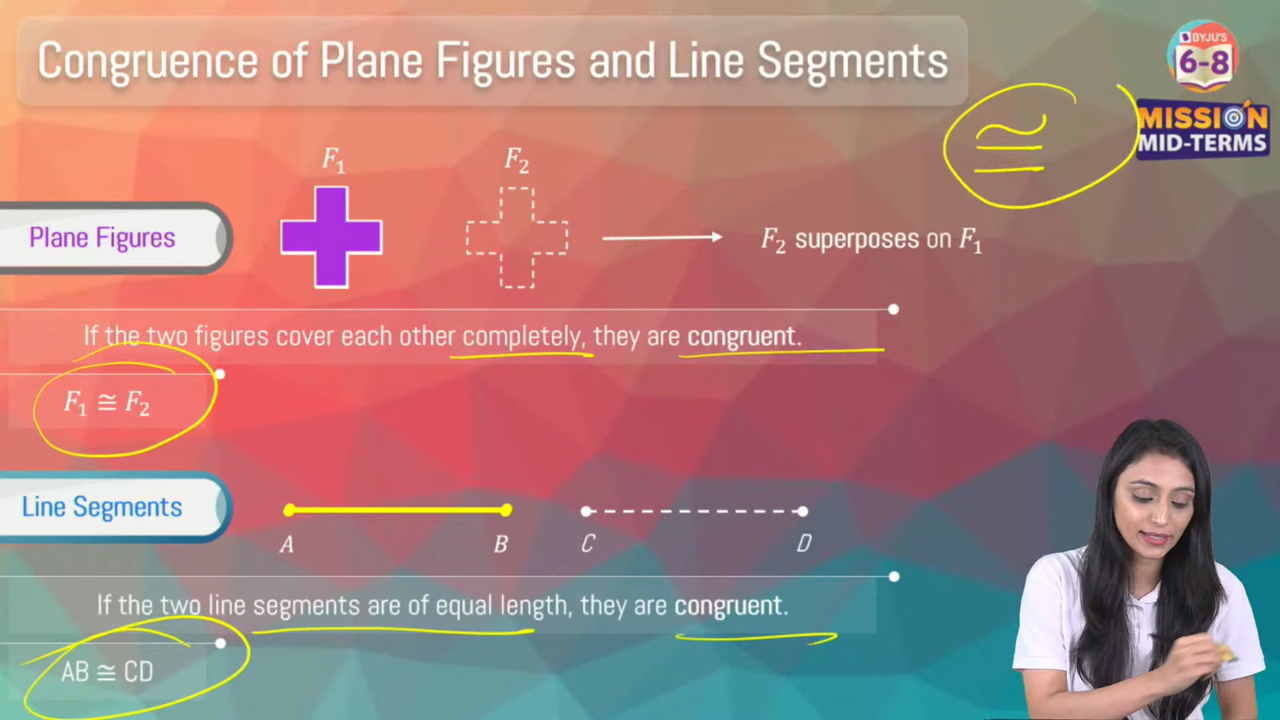 Congruence of Plane Figures and Line Segments
BYJU'S
6-8
MISSION
MID-TERMS
≅
F₁
F₂
Plane Figures
F₂ superposes on F₁
If the two figures cover each other completely, they are congruent.
F₁ ≅ F₂
Line Segments
A
B
C
D
If the two line segments are of equal length, they are congruent.
AB ≅ CD